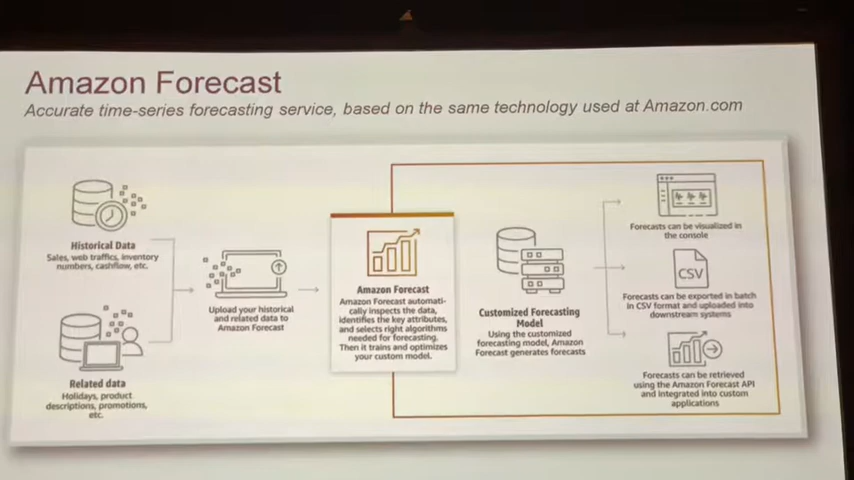 Amazon Forecast
Accurate time-series forecasting service, based on the same technology used at Amazon.com
Historical Data
Sales, web traffics, inventory
numbers, cashflow, etc.
Related data
Holidays, product
descriptions, promotions,
etc.
Upload your historical
and related data to
Amazon Forecast
Amazon Forecast
Amazon Forecast automati-
cally inspects the data,
identifies the key attributes,
and selects right algorithms
needed for forecasting.
Then it trains and optimizes
your custom model.
Customized Forecasting
Model
Using the customized
forecasting model, Amazon
Forecast generates forecasts
Forecasts can be visualized in
the console
CSV
Forecasts can be exported in batch
in CSV format and uploaded into
downstream systems
Forecasts can be retrieved
using the Amazon Forecast API
and integrated into custom
applications